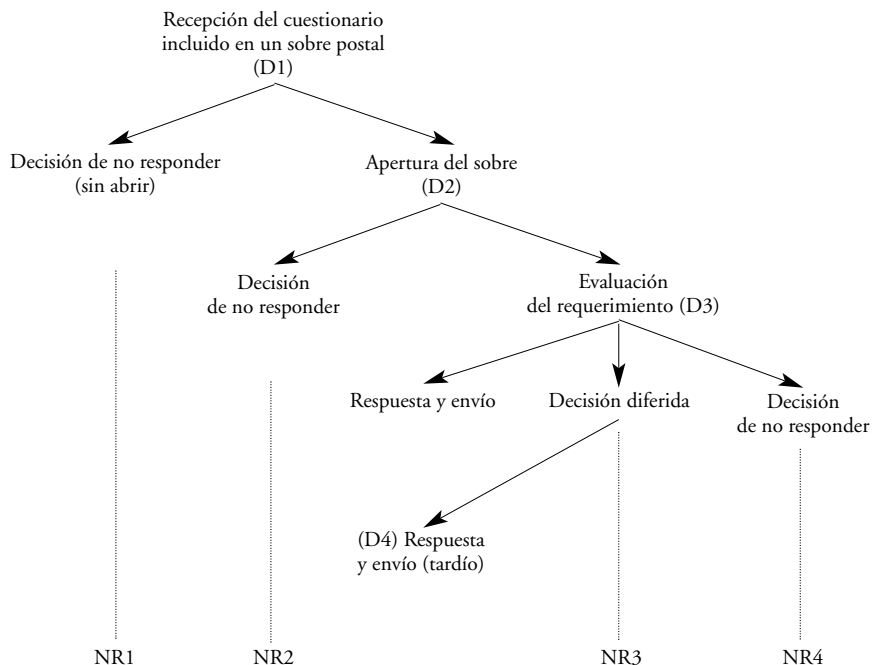 Recepción del cuestionario
incluido en un sobre postal
(D1)
Decisión de no responder
(sin abrir)
Apertura del sobre
(D2)
Decisión
de no responder
Evaluación
del requerimiento (D3)
Respuesta y envío
Decisión diferida
Decisión
de no responder
(D4) Respuesta
y envío (tardío)
NR1
NR2
NR3
NR4